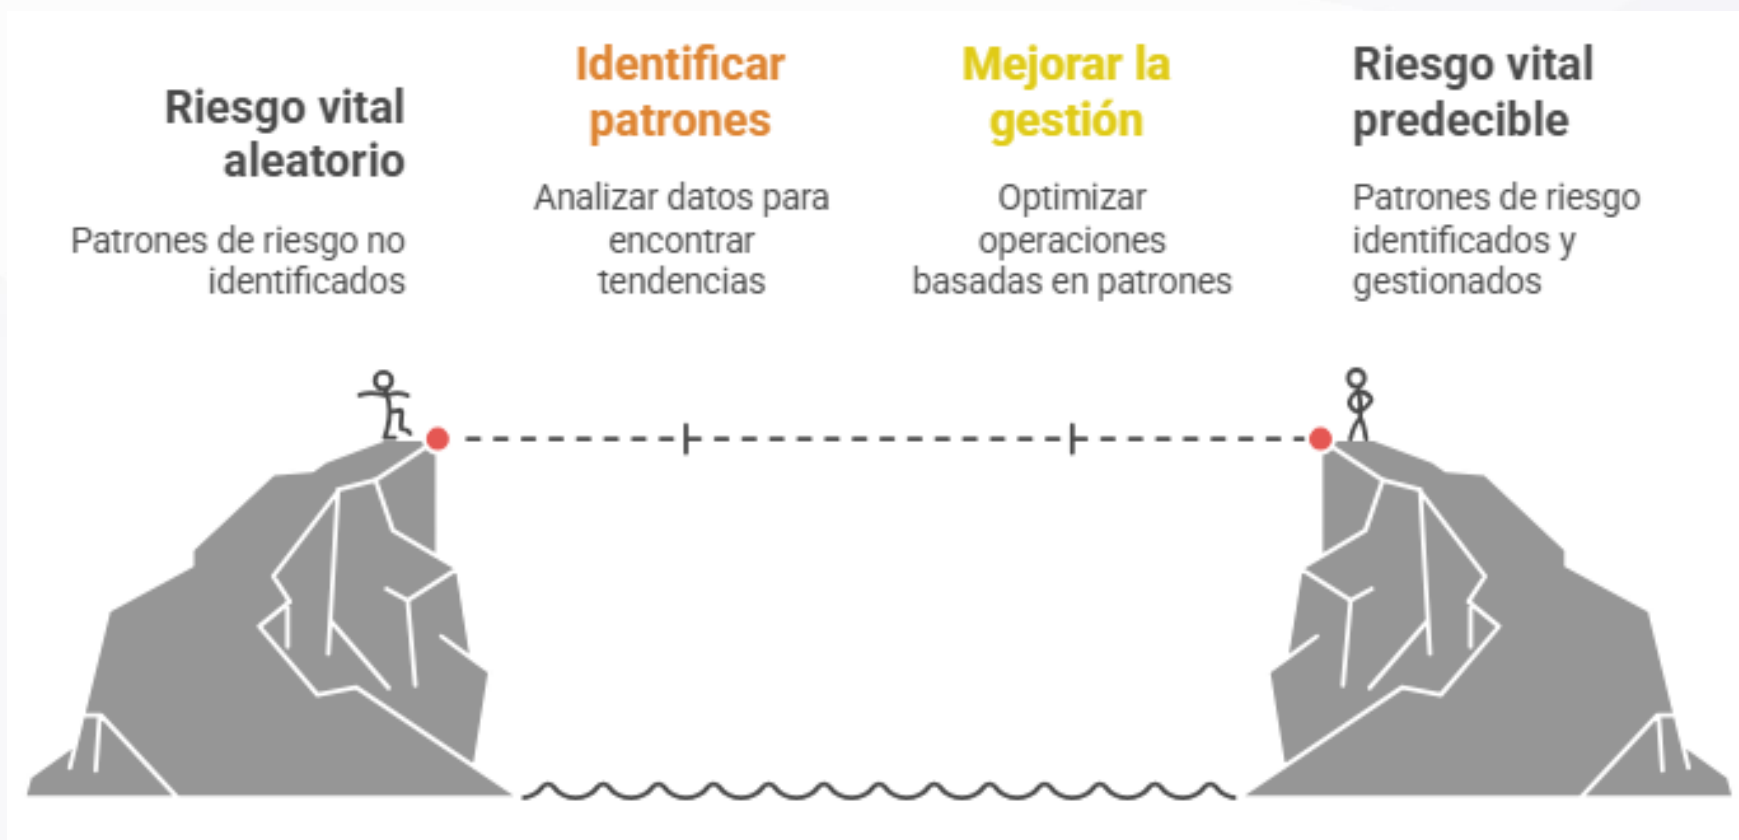 Riesgo vital
aleatorio
Patrones de riesgo no
identificados
Identificar
patrones
Analizar datos para
encontrar
tendencias
Mejorar la
gestión
Optimizar
operaciones
basadas en patrones
Riesgo vital
predecible
Patrones de riesgo
identificados y
gestionados